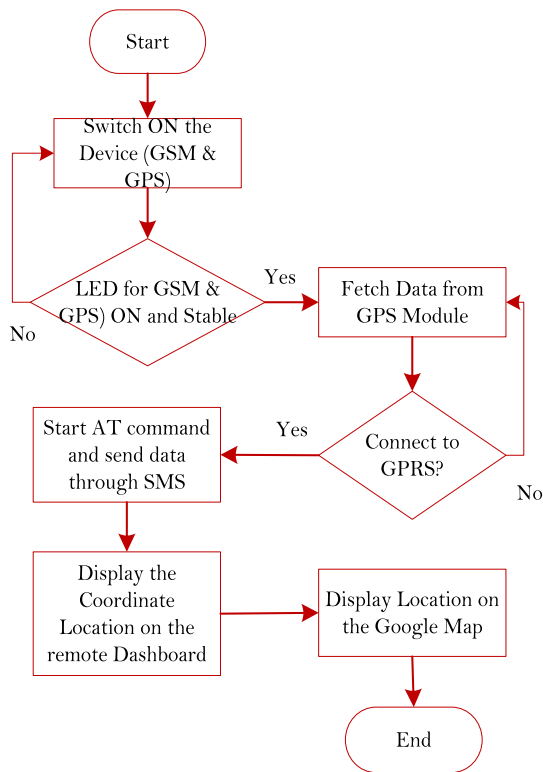 Start
Switch ON the
Device (GSM &
GPS)
LED for GSM &
GPS) ON and Stable
Yes
No
Fetch Data from
GPS Module
Connect to
GPRS?
Yes
No
Start AT command
and send data
through SMS
Display the
Coordinate
Location on the
remote Dashboard
Display Location on
the Google Map
End